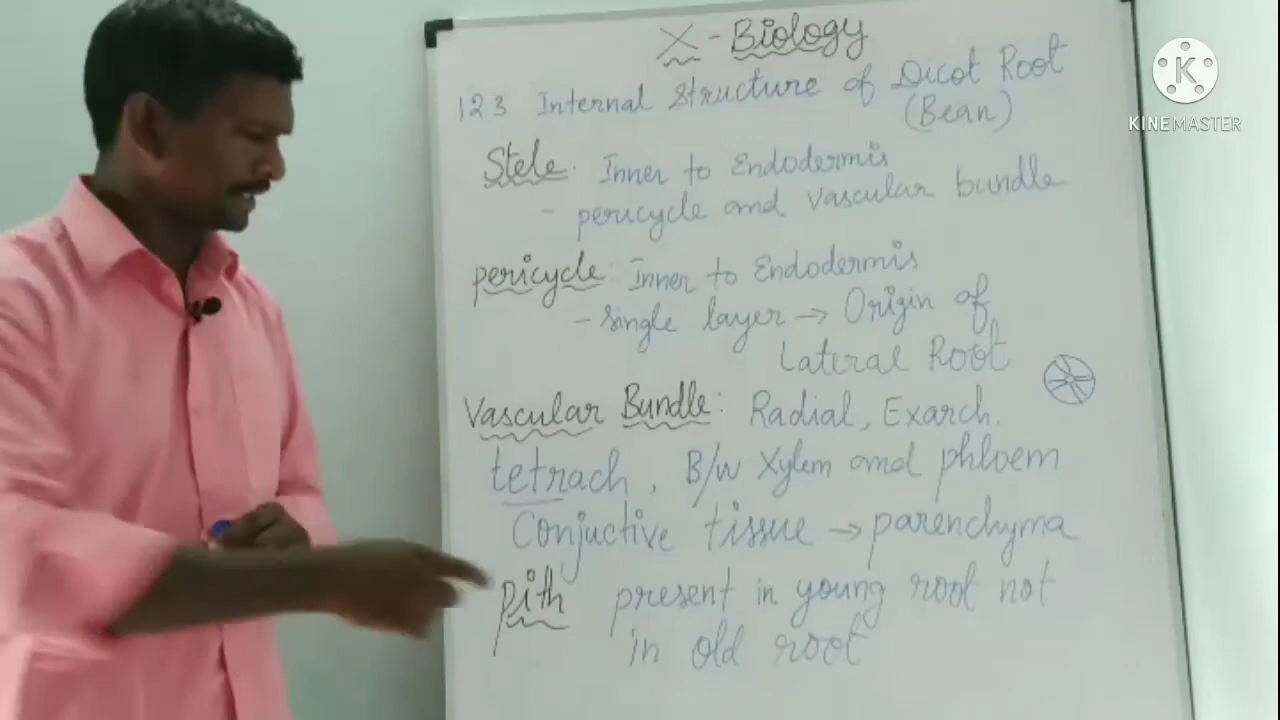 X - Biology
12 3 Internal Structure of Dicot Root
(Bean)
Stele: Inner to Endodermis
- pericycle and vascular bundle
pericycle: Inner to Endodermis
- single layer → Origin of
Lateral Root
Vascular Bundle: Radial, Exarch.
tetrach, B/w Xylem and phloem
Conjuctive tissue → parenchyma
Pith present in young root not
in old root
K
KINEMASTER